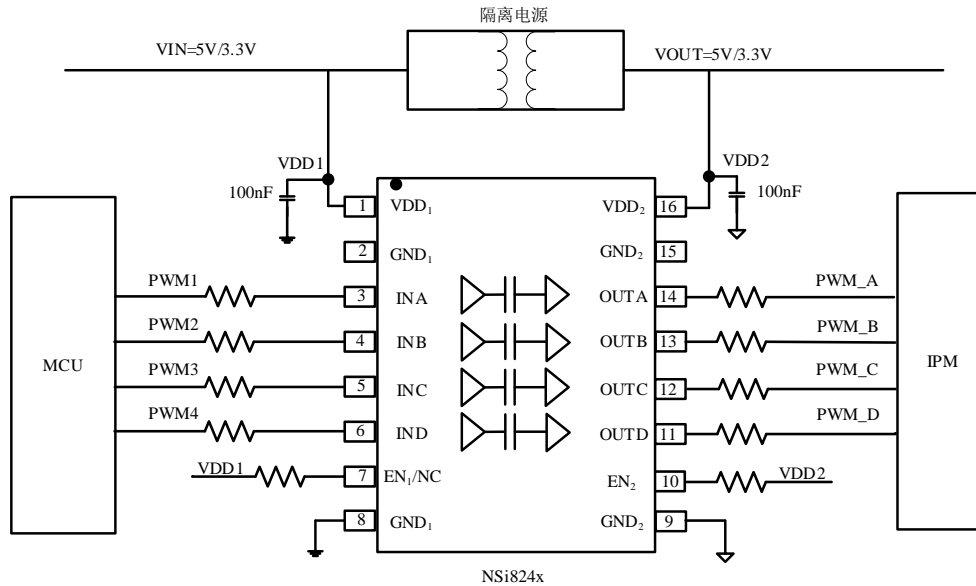 隔离电源
VIN=5V/3.3V
VOUT=5V/3.3V
VDD1
VDD2
100nF
100nF
1
VDD₁
VDD₂
16
2
GND₁
GND₂
15
PWM1
3
INA
OUTA
14
PWM_A
PWM2
4
INB
OUTB
13
PWM_B
MCU
IPM
PWM3
5
INC
OUTC
12
PWM_C
PWM4
6
IND
OUTD
11
PWM_D
VDD1
7
EN₁/NC
EN₂
10
VDD2
8
GND₁
GND₂
9
NSi824x